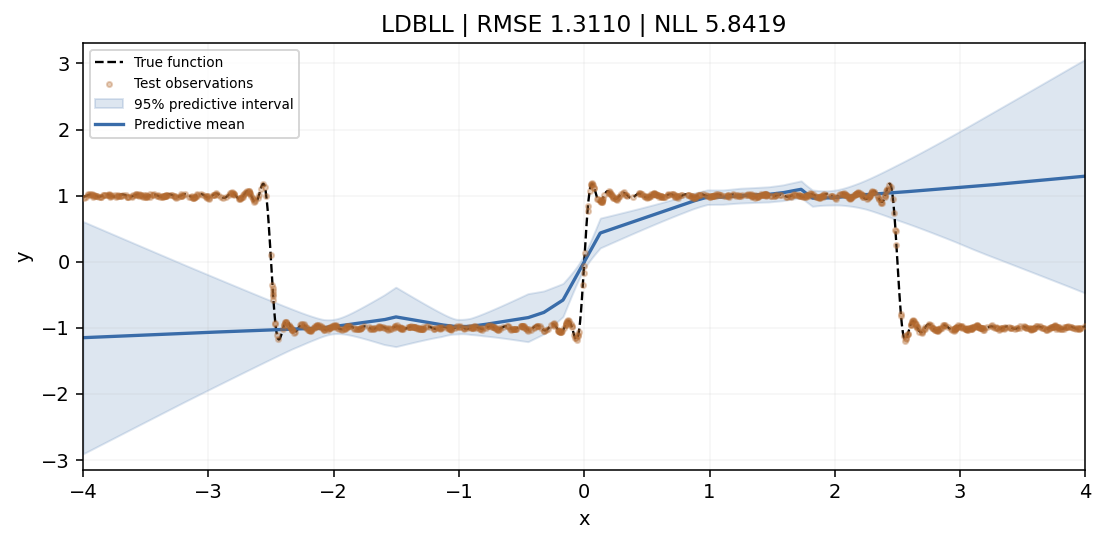 LDBLL | RMSE 1.3110 | NLL 5.8419
True function
Test observations
95% predictive interval
Predictive mean
y
3
2
1
0
−1
−2
−3
−4 −3 −2 −1 0 1 2 3 4
x